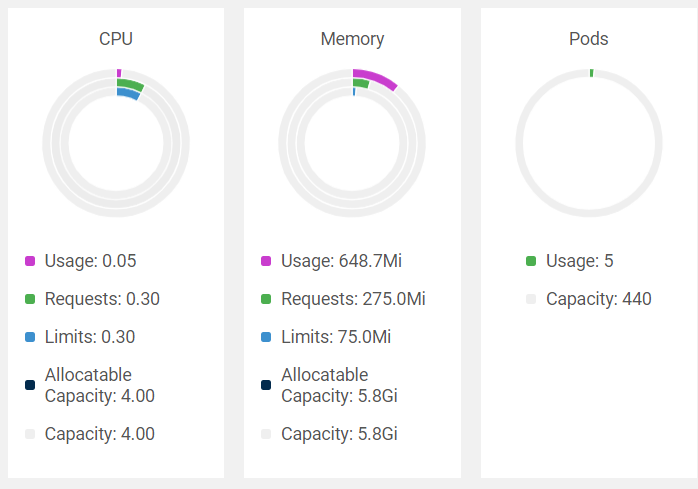 CPU
Usage: 0.05
Requests: 0.30
Limits: 0.30
Allocatable
Capacity: 4.00
Capacity: 4.00
Memory
Usage: 648.7Mi
Requests: 275.0Mi
Limits: 75.0Mi
Allocatable
Capacity: 5.8Gi
Capacity: 5.8Gi
Pods
Usage: 5
Capacity: 440